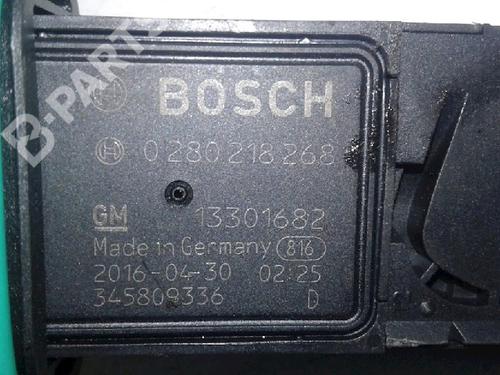 B-PARTS
BOSCH
0 280 218 268
GM 13301682
Made in Germany 816
2016-04-30 02:25
345809336 D